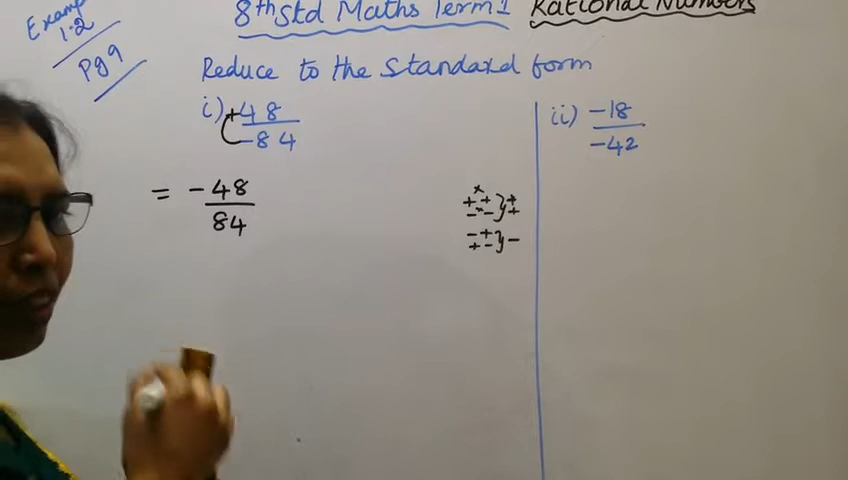 8th Std Maths Term 1 Rational Numbers
Example
1.2
Pg 9
Reduce to the Standard form
i) +48
-84
= -48
84
×
+ + } +
- × - } +
- + } -
+ - } -
ii) -18
-42